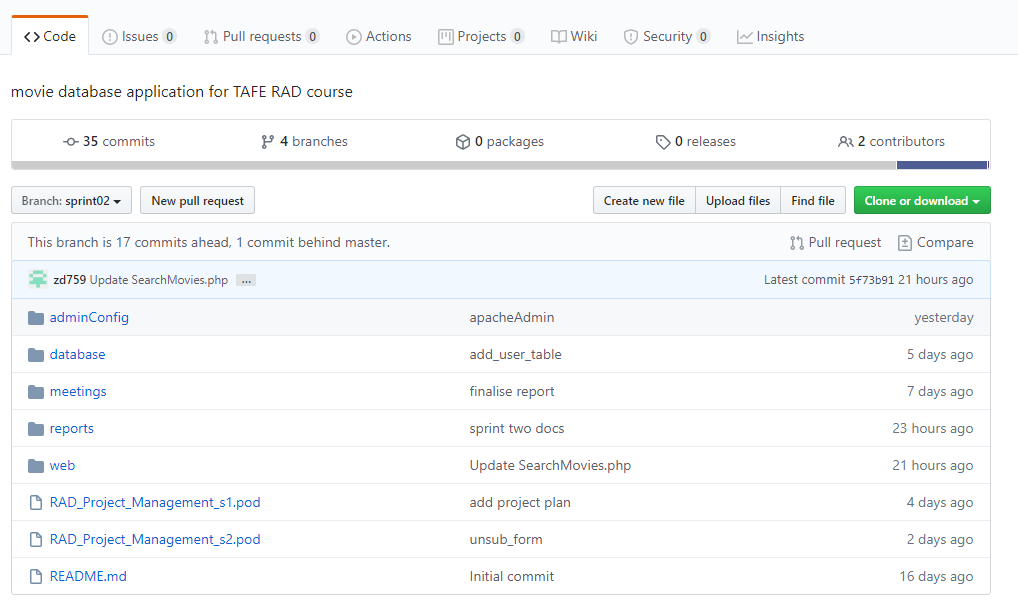 Code Issues 0 Pull requests 0 Actions Projects 0 Wiki Security 0 Insights
movie database application for TAFE RAD course
35 commits 4 branches 0 packages 0 releases 2 contributors
Branch: sprint02 New pull request Create new file Upload files Find file Clone or download
This branch is 17 commits ahead, 1 commit behind master. Pull request Compare
zd759 Update SearchMovies.php ... Latest commit 5f73b91 21 hours ago
adminConfig apacheAdmin yesterday
database add_user_table 5 days ago
meetings finalise report 7 days ago
reports sprint two docs 23 hours ago
web Update SearchMovies.php 21 hours ago
RAD_Project_Management_s1.pod add project plan 4 days ago
RAD_Project_Management_s2.pod unsub_form 2 days ago
README.md Initial commit 16 days ago